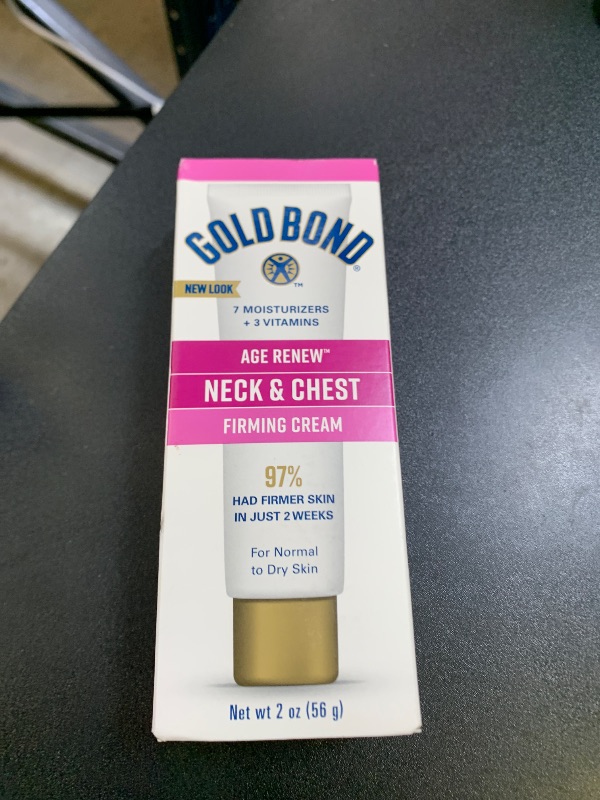 GOLD BOND®
™
NEW LOOK
7 MOISTURIZERS
+ 3 VITAMINS
AGE RENEW™
NECK & CHEST
FIRMING CREAM
97%
HAD FIRMER SKIN
IN JUST 2 WEEKS
For Normal
to Dry Skin
Net wt 2 oz (56 g)